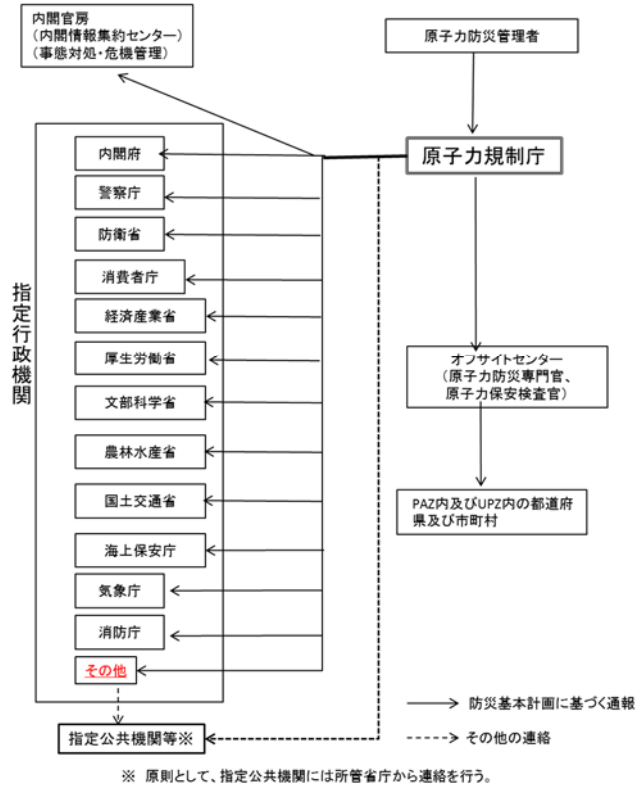 内閣官房
(内閣情報集約センター)
(事態対処・危機管理)
原子力防災管理者
原子力規制庁
指定行政機関
内閣府
警察庁
防衛省
消費者庁
経済産業省
厚生労働省
文部科学省
農林水産省
国土交通省
海上保安庁
気象庁
消防庁
その他
オフサイトセンター
(原子力防災専門官、
原子力保安検査官)
PAZ内及びUPZ内の都道府
県及び市町村
指定公共機関等※
防災基本計画に基づく通報
その他の連絡
※ 原則として、指定公共機関には所管省庁から連絡を行う。